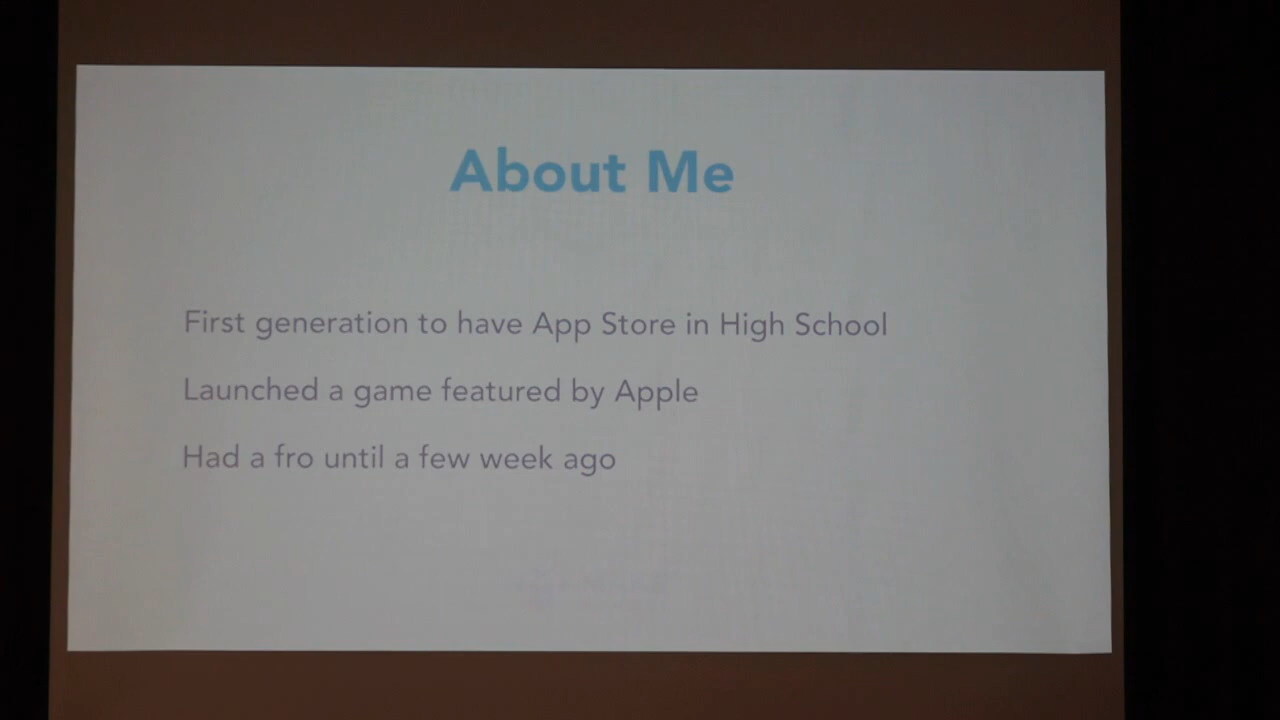 About Me
First generation to have App Store in High School
Launched a game featured by Apple
Had a fro until a few week ago